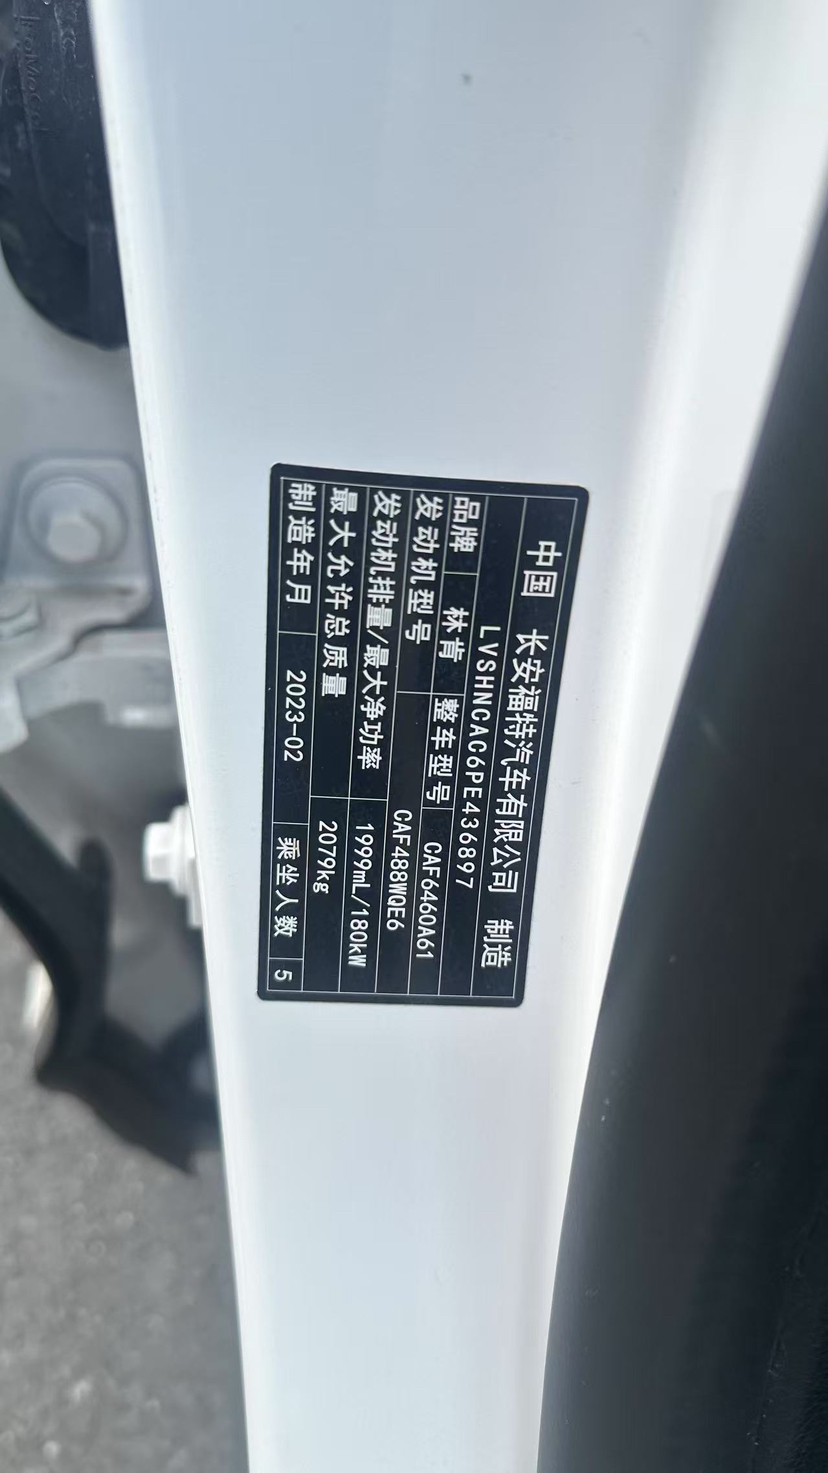 中国 长安福特汽车有限公司 制造
LVSHNCAC6PE436897
品牌 林肯 整车型号 CAF6460A61
发动机型号 CAF488WQE6
发动机排量/最大净功率 1999mL/180kW
最大允许总质量 2079kg
制造年月 2023-02 乘坐人数 5